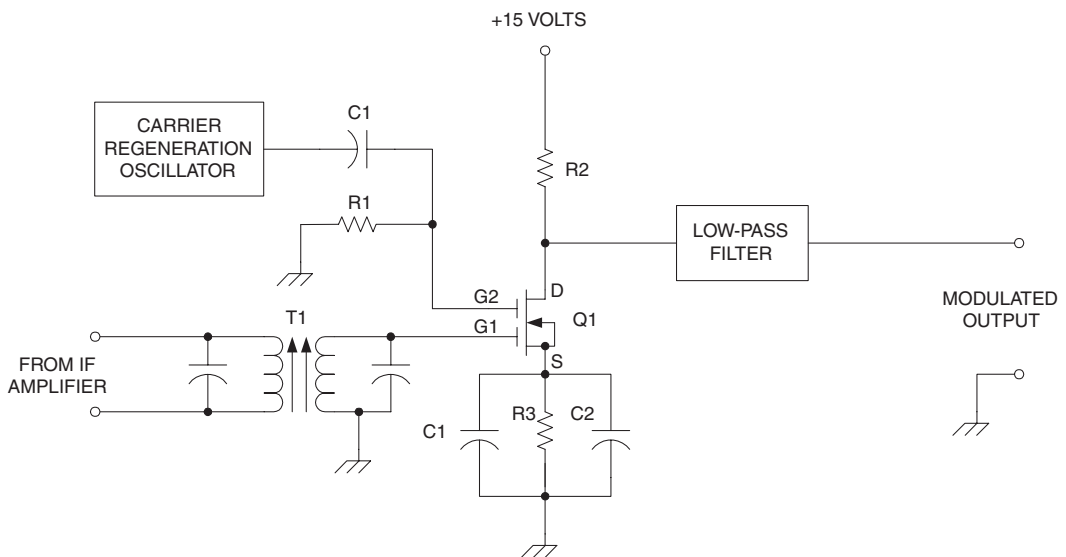 +15 VOLTS
CARRIER
REGENERATION
OSCILLATOR
C1
R2
R1
LOW-PASS
FILTER
G2
D
T1
G1
Q1
MODULATED
OUTPUT
FROM IF
AMPLIFIER
S
C1
R3
C2